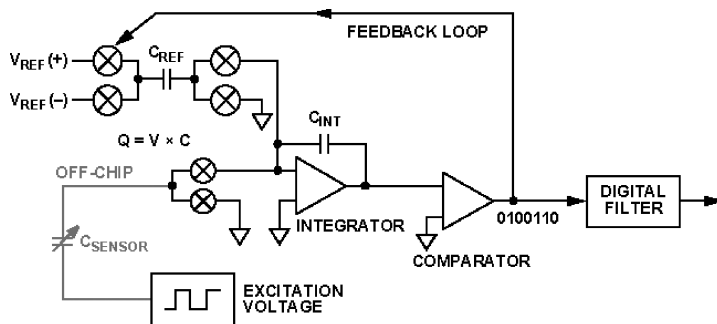 FEEDBACK LOOP
VREF(+)
CREF
VREF(–)
CINT
Q = V × C
OFF-CHIP
INTEGRATOR
0100110
DIGITAL
FILTER
CSENSOR
COMPARATOR
EXCITATION
VOLTAGE